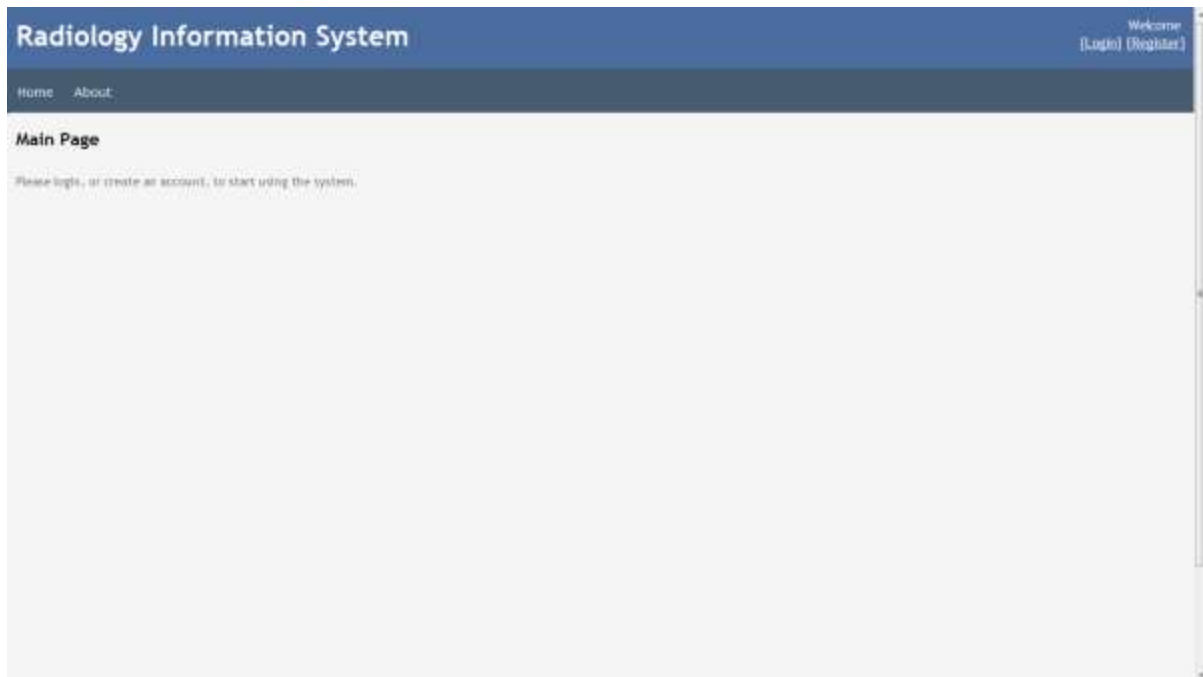 Radiology Information System
Welcome
[Login] [Register]
Home About
Main Page
Please login, or create an account, to start using the system.